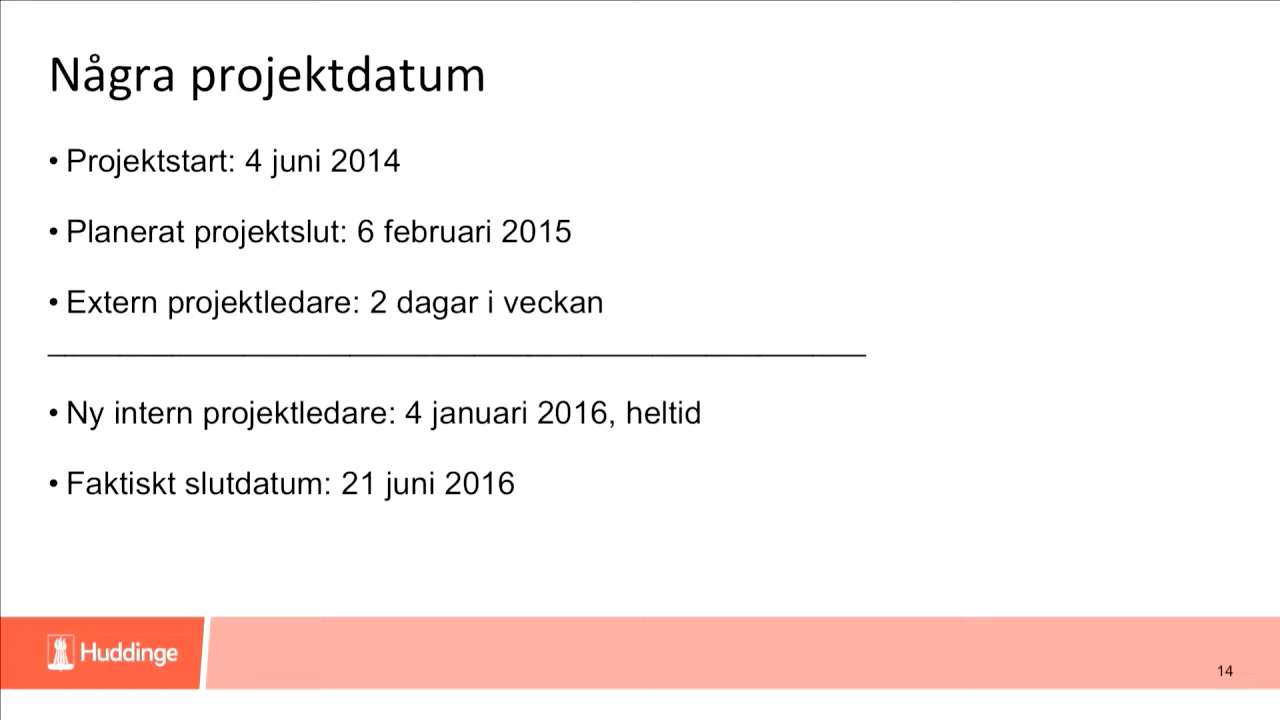 Några projektdatum
• Projektstart: 4 juni 2014
• Planerat projektslut: 6 februari 2015
• Extern projektledare: 2 dagar i veckan
• Ny intern projektledare: 4 januari 2016, heltid
• Faktiskt slutdatum: 21 juni 2016
Huddinge
14